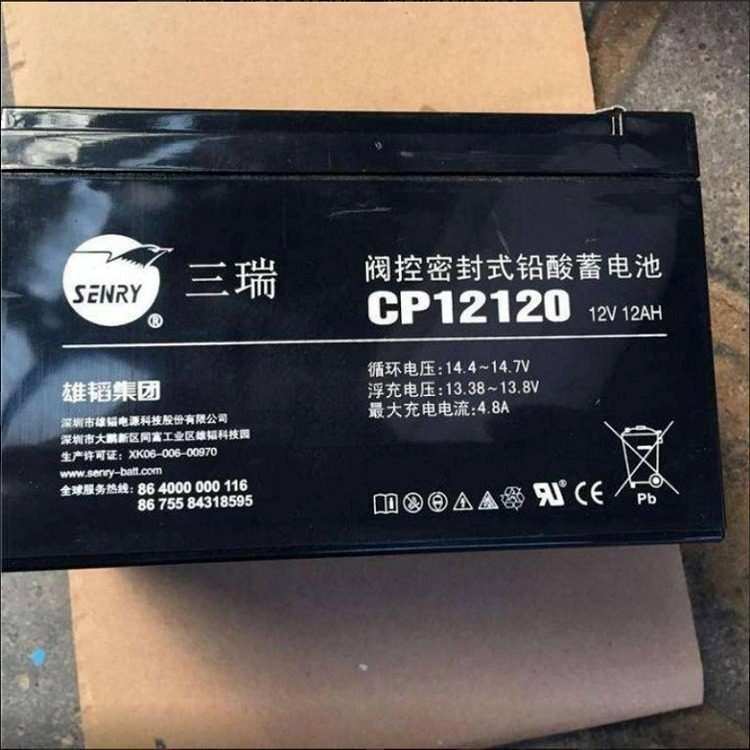 SENRY
®
三瑞
阀控密封式铅酸蓄电池
CP12120 12V 12AH
循环电压:14.4~14.7V
浮充电压:13.38~13.8V
最大充电电流:4.8A
雄韬集团
深圳市雄韬电源科技股份有限公司
深圳市大鹏新区同富工业区雄韬科技园
生产许可证: XK06-006-00970
www.senry-batt.com
全球服务热线: 86 4000 000 116
86 755 84318595
Pb